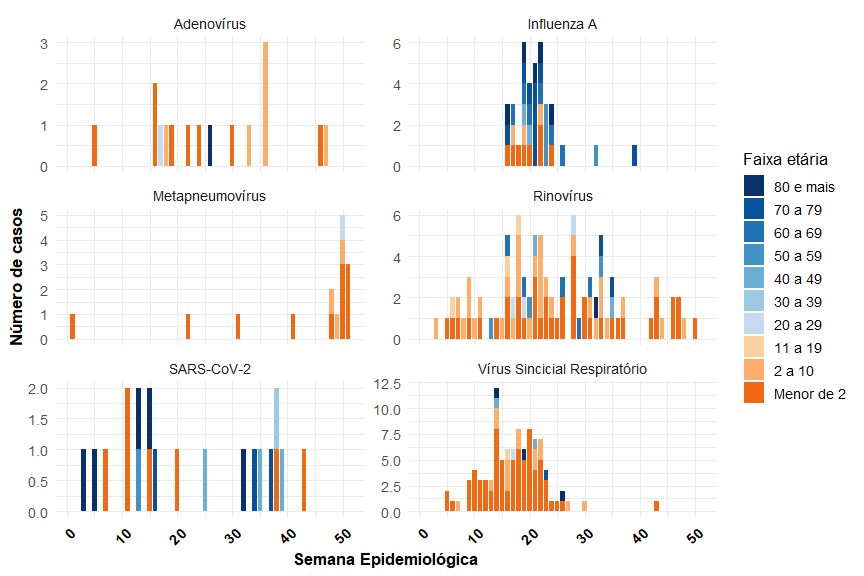 Adenovírus
Influenza A
3
2
1
0
6
4
2
0
Metapneumovírus
Rinovírus
5
4
3
2
1
0
6
4
2
0
SARS-CoV-2
Vírus Sincicial Respiratório
2.0
1.5
1.0
0.5
0.0
12.5
10.0
7.5
5.0
2.5
0.0
0 10 20 30 40 50
0 10 20 30 40 50
Número de casos
Semana Epidemiológica
Faixa etária
80 e mais
70 a 79
60 a 69
50 a 59
40 a 49
30 a 39
20 a 29
11 a 19
2 a 10
Menor de 2